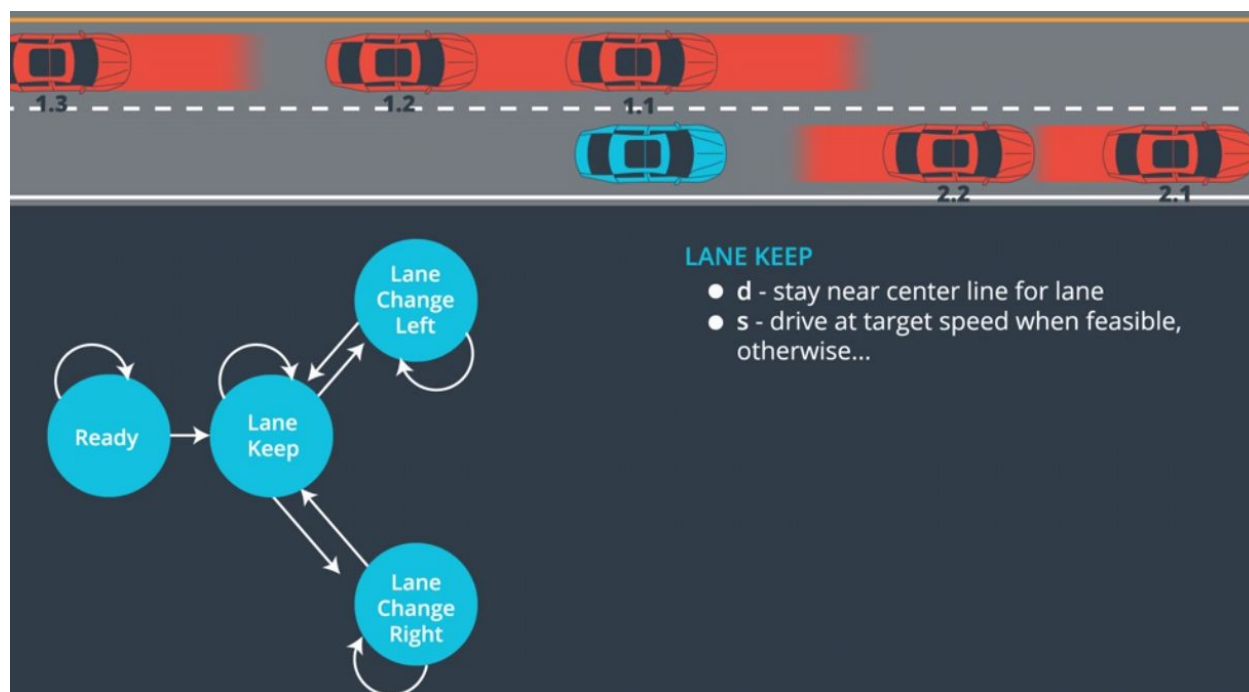 1.3
1.2
1.1
2.2
2.1
LANE KEEP
d - stay near center line for lane
s - drive at target speed when feasible,
otherwise...
Lane
Change
Left
Ready
Lane
Keep
Lane
Change
Right